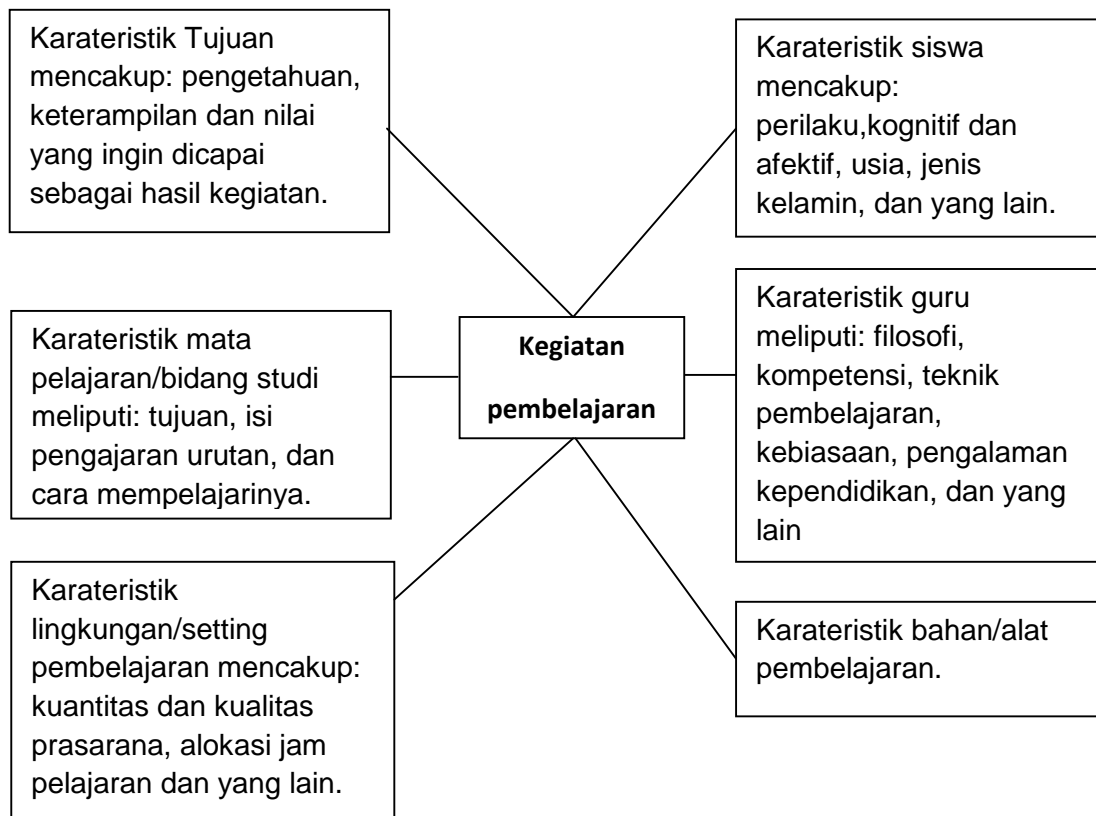 Karateristik Tujuan
mencakup: pengetahuan,
keterampilan dan nilai
yang ingin dicapai
sebagai hasil kegiatan.
Karateristik siswa
mencakup:
perilaku,kognitif dan
afektif, usia, jenis
kelamin, dan yang lain.
Karateristik mata
pelajaran/bidang studi
meliputi: tujuan, isi
pengajaran urutan, dan
cara mempelajarinya.
Kegiatan
pembelajaran
Karateristik guru
meliputi: filosofi,
kompetensi, teknik
pembelajaran,
kebiasaan, pengalaman
kependidikan, dan yang
lain
Karateristik
lingkungan/setting
pembelajaran mencakup:
kuantitas dan kualitas
prasarana, alokasi jam
pelajaran dan yang lain.
Karateristik bahan/alat
pembelajaran.